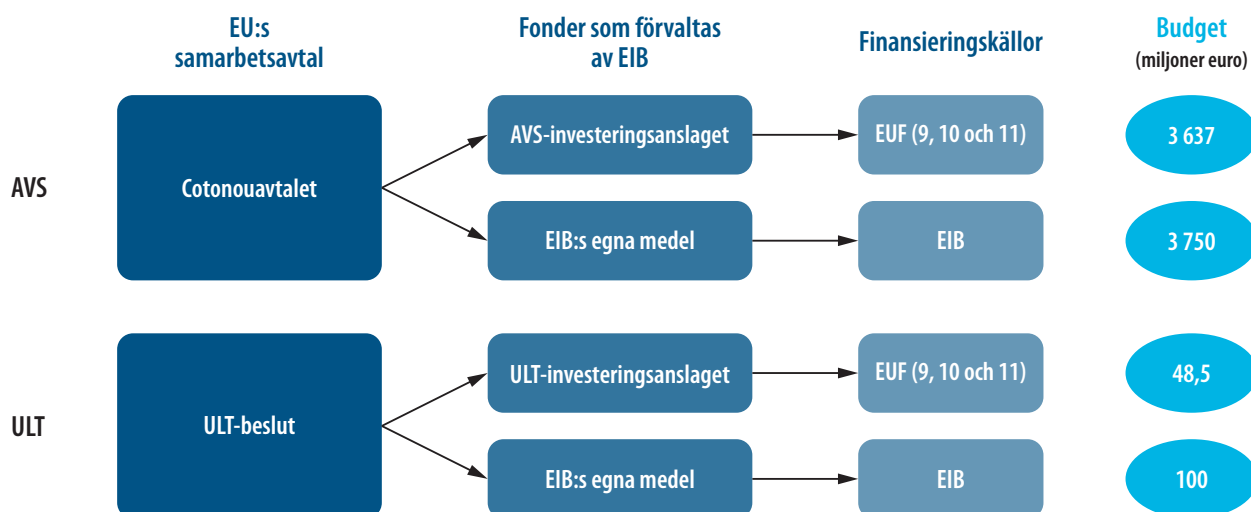 EU:s
samarbetsavtal
Fonder som förvaltas
av EIB
Finansieringskällor
Budget
(miljoner euro)
AVS
Cotonouavtalet
AVS-investeringsanslaget
EUF (9, 10 och 11)
3 637
EIB:s egna medel
EIB
3 750
ULT
ULT-beslut
ULT-investeringsanslaget
EUF (9, 10 och 11)
48,5
EIB:s egna medel
EIB
100